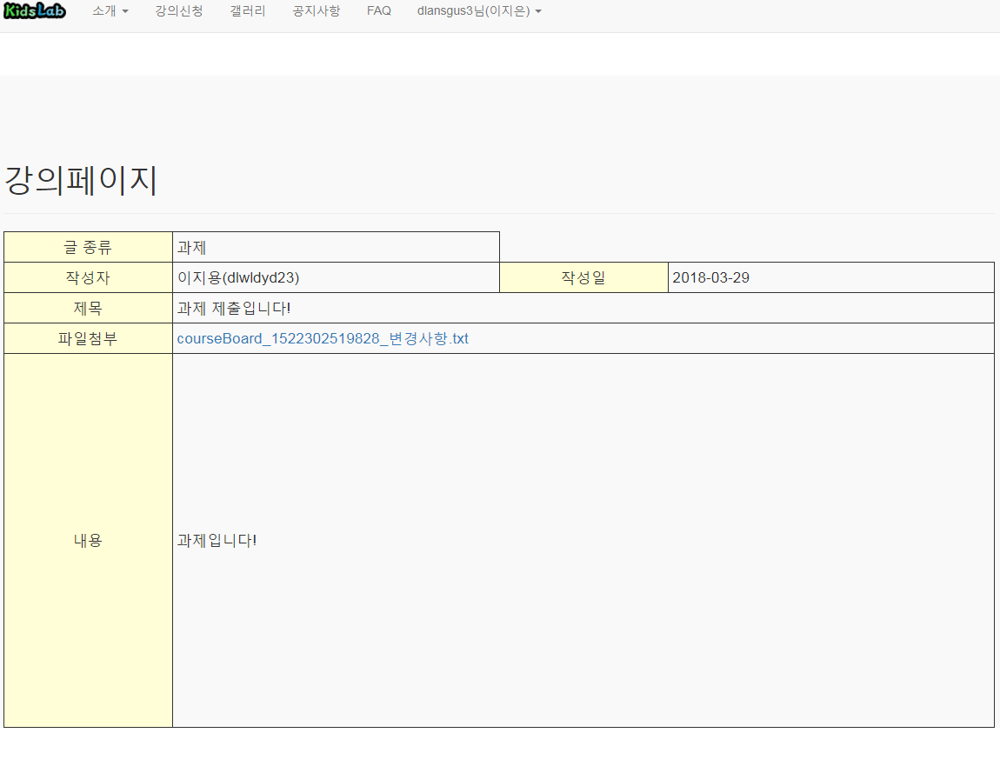 KidsLab 소개 강의신청 갤러리 공지사항 FAQ dlansgus3님(이지은)
강의페이지
글 종류 과제
작성자 이지용(dlwldyd23) 작성일 2018-03-29
제목 과제 제출입니다!
파일첨부 courseBoard_1522302519828_변경사항.txt
내용 과제입니다!